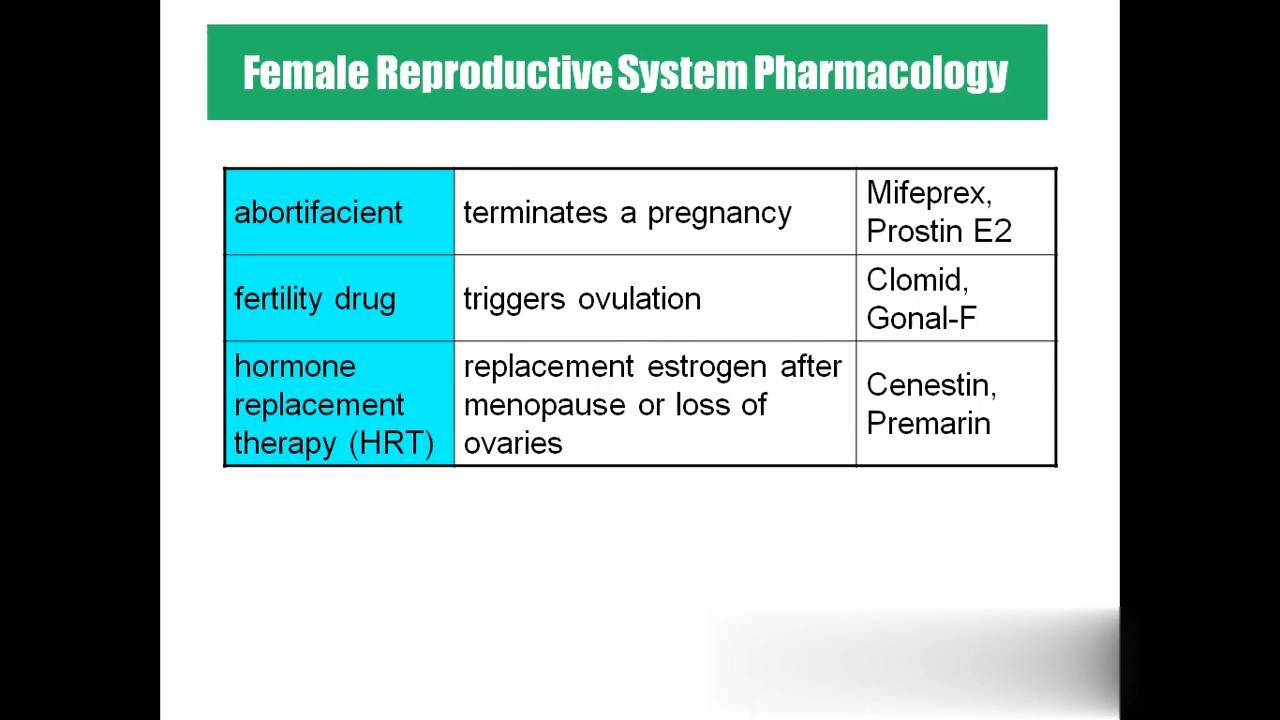 Female Reproductive System Pharmacology
abortifacient
terminates a pregnancy
Mifeprex,
Prostin E2
fertility drug
triggers ovulation
Clomid,
Gonal-F
hormone
replacement
therapy (HRT)
replacement estrogen after
menopause or loss of
ovaries
Cenestin,
Premarin